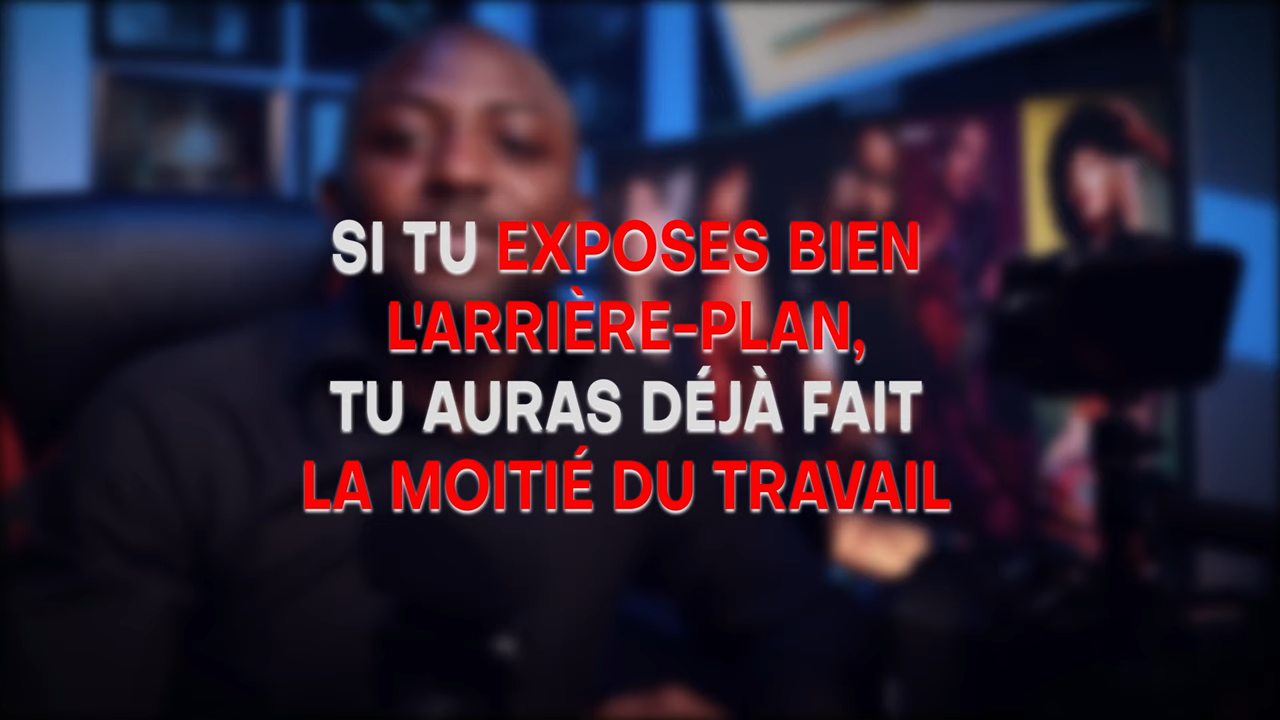 SI TU EXPOSES BIEN
L'ARRIÈRE-PLAN,
TU AURAS DÉJÀ FAIT
LA MOITIÉ DU TRAVAIL